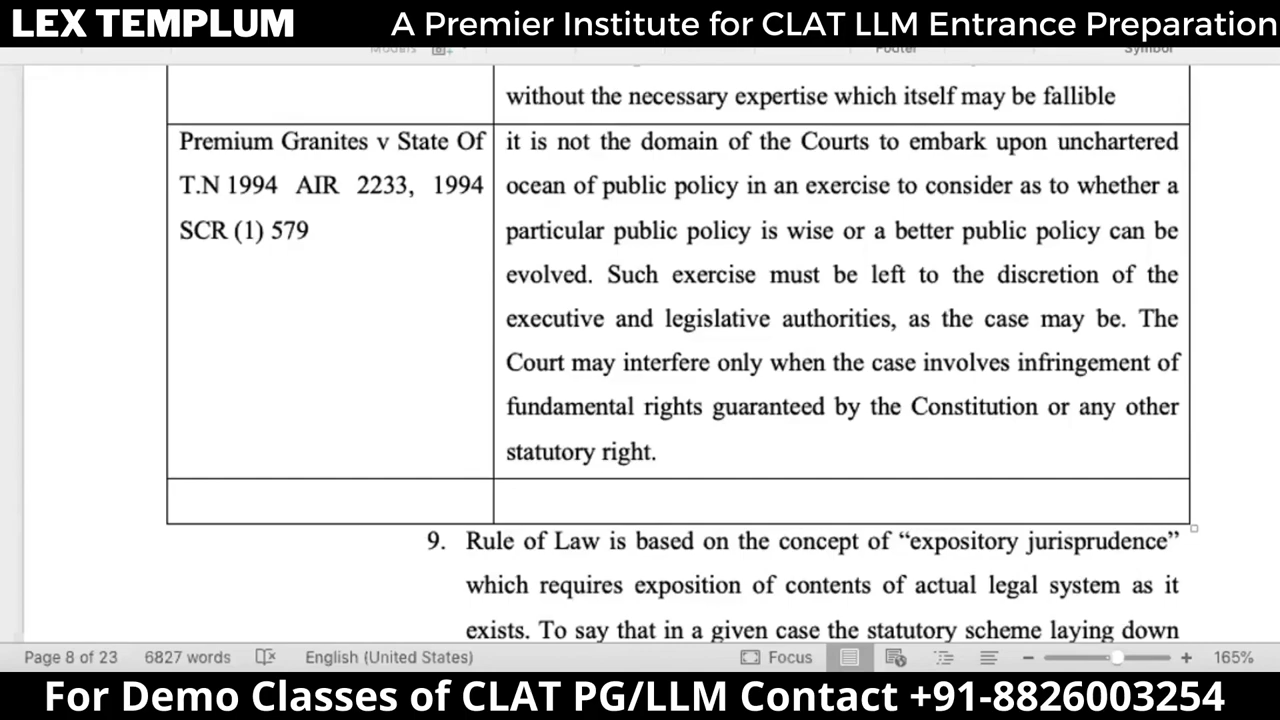 LEX TEMPLUM
A Premier Institute for CLAT LLM Entrance Preparation
without the necessary expertise which itself may be fallible
Premium Granites v State Of
T.N 1994 AIR 2233, 1994
SCR (1) 579
it is not the domain of the Courts to embark upon unchartered
ocean of public policy in an exercise to consider as to whether a
particular public policy is wise or a better public policy can be
evolved. Such exercise must be left to the discretion of the
executive and legislative authorities, as the case may be. The
Court may interfere only when the case involves infringement of
fundamental rights guaranteed by the Constitution or any other
statutory right.
9. Rule of Law is based on the concept of “expository jurisprudence”
which requires exposition of contents of actual legal system as it
exists. To say that in a given case the statutory scheme laying down
Page 8 of 23 6827 words English (United States) Focus 165%
For Demo Classes of CLAT PG/LLM Contact +91-8826003254